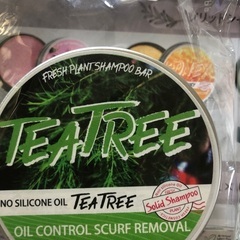 FRESH PLANT SHAMPOO BAR
TEATREE
NO SILICONE OIL TEATREE
Solid Shampoo
OIL CONTROL SCURF REMOVAL